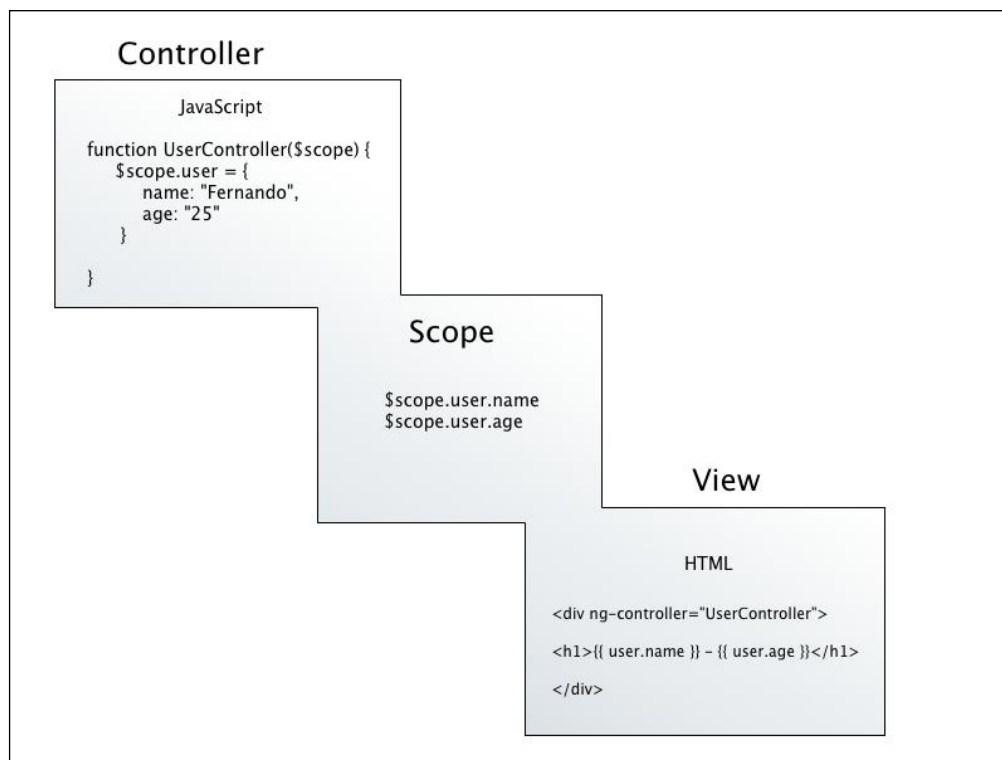 Controller
JavaScript
function UserController($scope) {
$scope.user = {
name: "Fernando",
age: "25"
}
}
Scope
$scope.user.name
$scope.user.age
View
HTML
<div ng-controller="UserController">
<h1>{{ user.name }} - {{ user.age }}</h1>
</div>